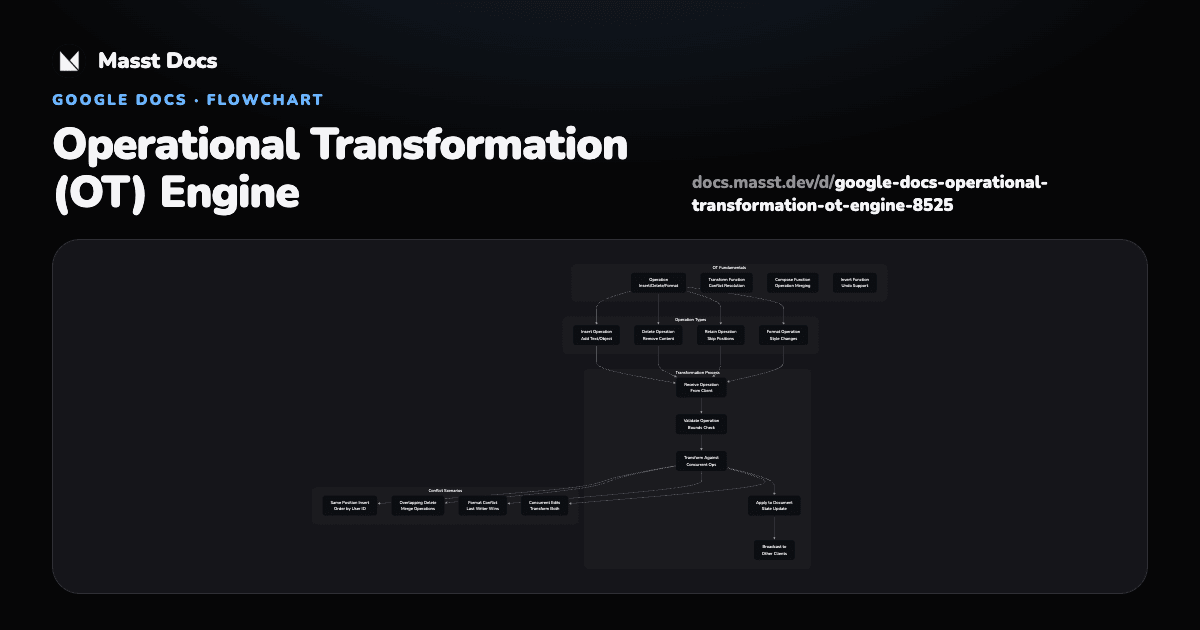 Masst Docs
GOOGLE DOCS · FLOWCHART
Operational Transformation
(OT) Engine
docs.masst.dev/d/google-docs-operational-
transformation-ot-engine-8525
OT Fundamentals
Operation
Insert/Delete/Format
Transform Function
Conflict Resolution
Compose Function
Operation Merging
Invert Function
Undo Support
Operation Types
Insert Operation
Add Text/Object
Delete Operation
Remove Content
Retain Operation
Skip Positions
Format Operation
Style Changes
Transformation Process
Receive Operation
From Client
Validate Operation
Bounds Check
Transform Against
Concurrent Ops
Conflict Scenarios
Same Position Insert
Order by User ID
Overlapping Delete
Merge Operations
Format Conflict
Last Writer Wins
Concurrent Edits
Transform Both
Apply to Document
State Update
Broadcast to
Other Clients